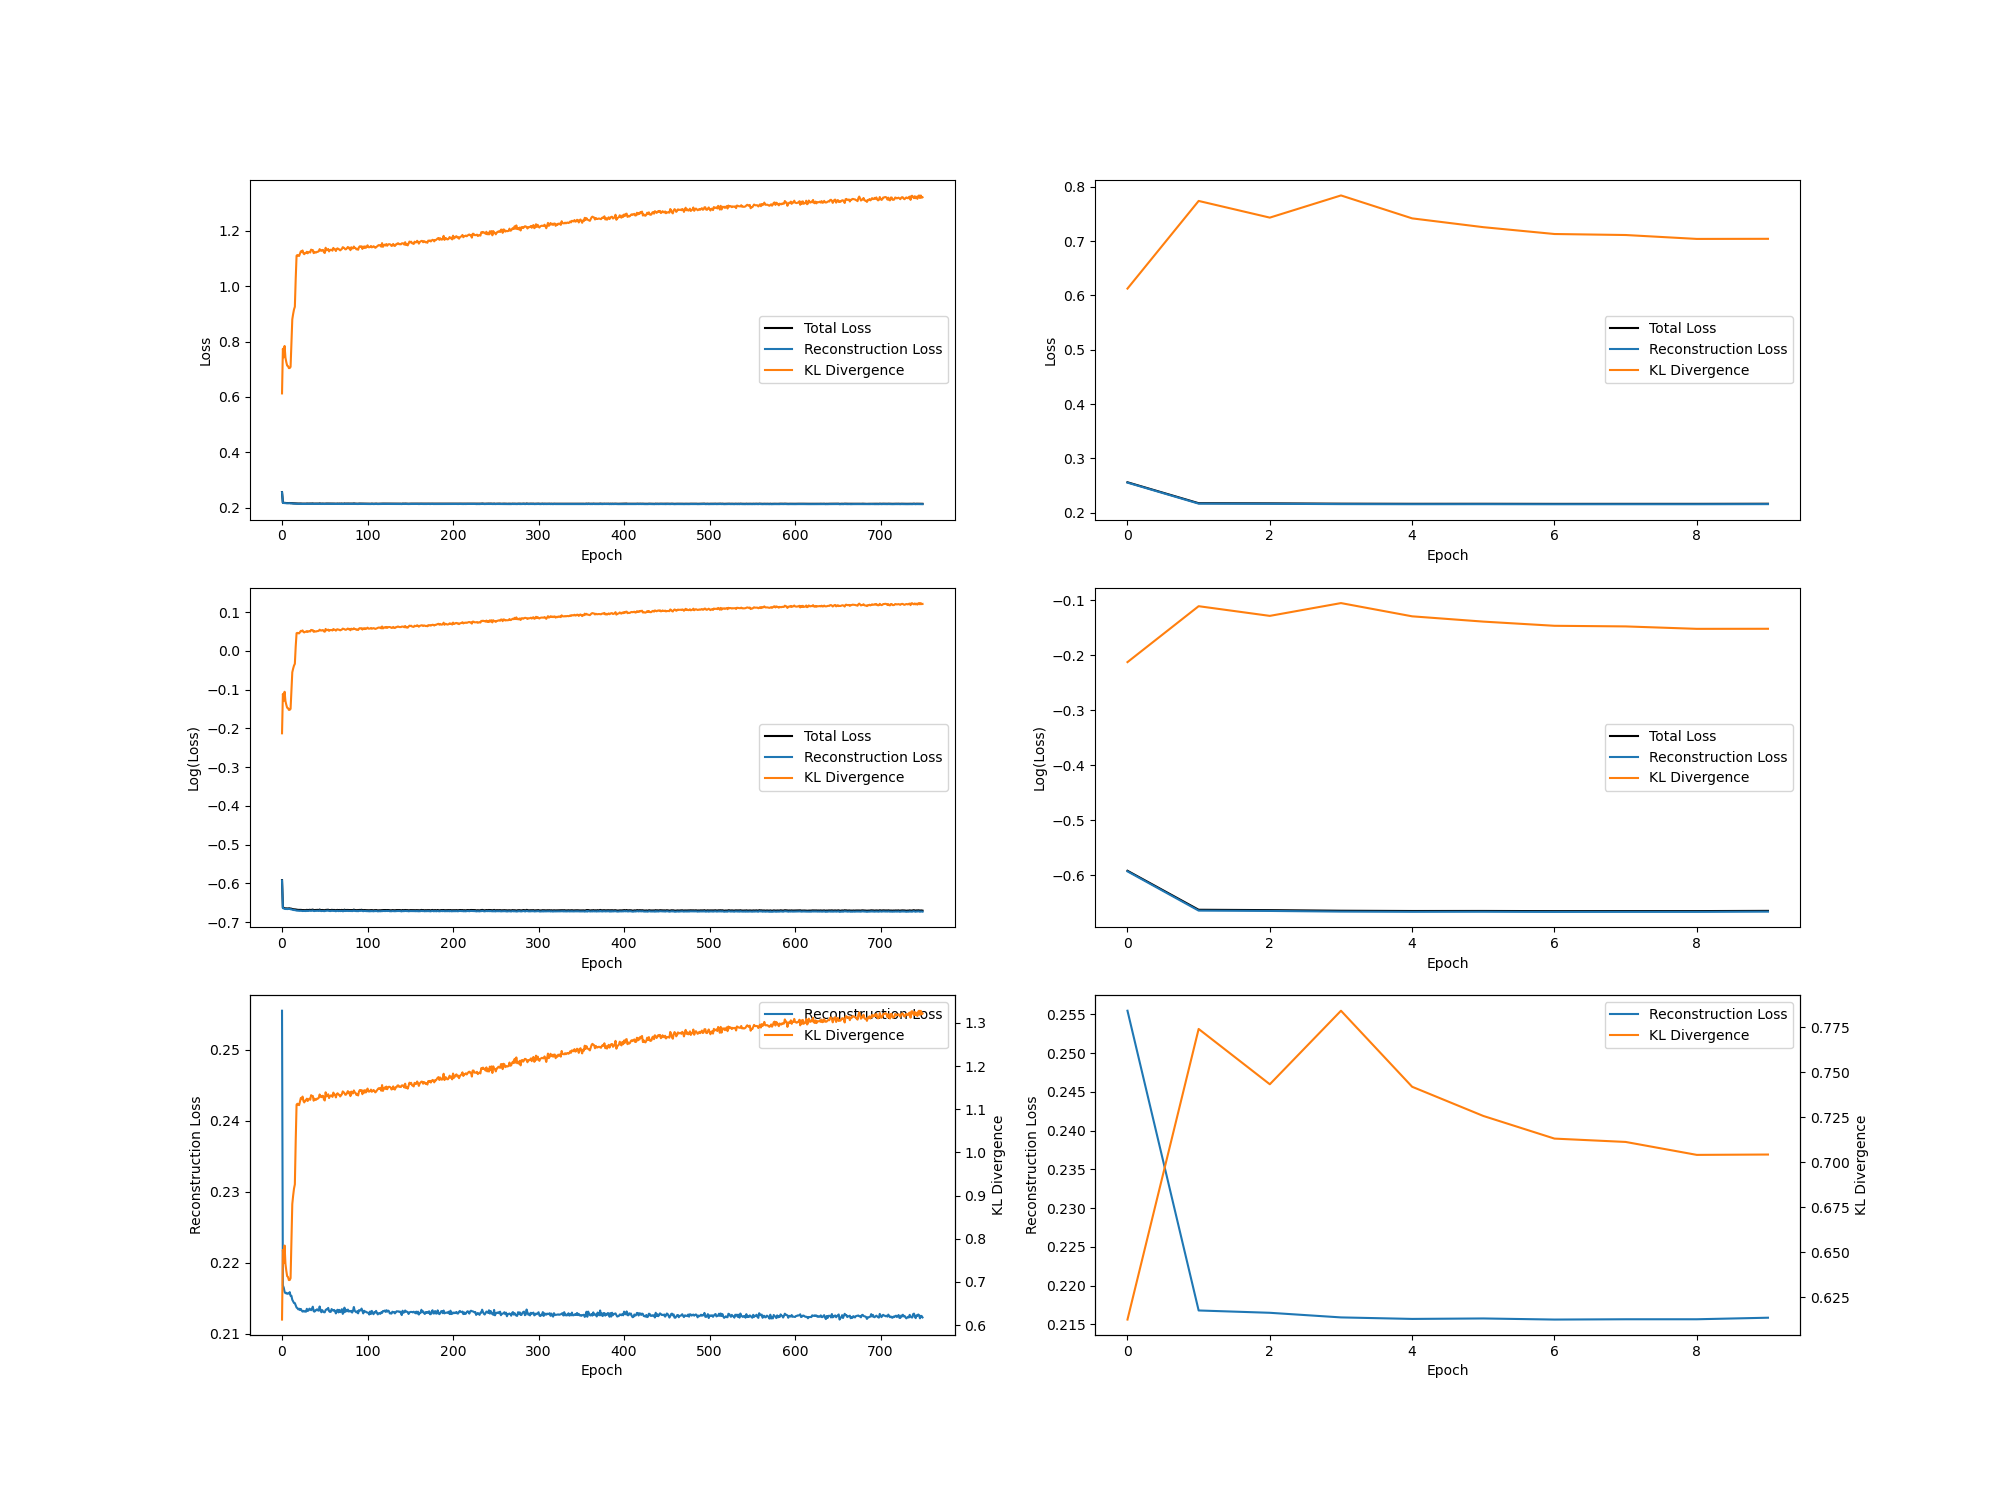 1.2
1.0
0.8
0.6
0.4
0.2
Loss
0 100 200 300 400 500 600 700
Epoch
Total Loss
Reconstruction Loss
KL Divergence
0.8
0.7
0.6
0.5
0.4
0.3
0.2
Loss
0 2 4 6 8
Epoch
Total Loss
Reconstruction Loss
KL Divergence
0.1
0.0
−0.1
−0.2
−0.3
−0.4
−0.5
−0.6
−0.7
Log(Loss)
0 100 200 300 400 500 600 700
Epoch
Total Loss
Reconstruction Loss
KL Divergence
−0.1
−0.2
−0.3
−0.4
−0.5
−0.6
Log(Loss)
0 2 4 6 8
Epoch
Total Loss
Reconstruction Loss
KL Divergence
0.25
0.24
0.23
0.22
0.21
Reconstruction Loss
0 100 200 300 400 500 600 700
Epoch
Reconstruction Loss
KL Divergence
1.3
1.2
1.1
1.0
0.9
0.8
0.7
0.6
KL Divergence
0.255
0.250
0.245
0.240
0.235
0.230
0.225
0.220
0.215
Reconstruction Loss
0 2 4 6 8
Epoch
Reconstruction Loss
KL Divergence
0.775
0.750
0.725
0.700
0.675
0.650
0.625
KL Divergence